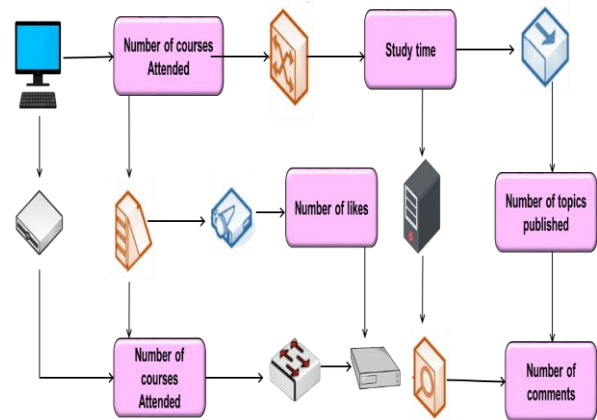 Number of courses
Attended
Study time
Number of likes
Number of topics
published
Number of
courses
Attended
Number of
comments